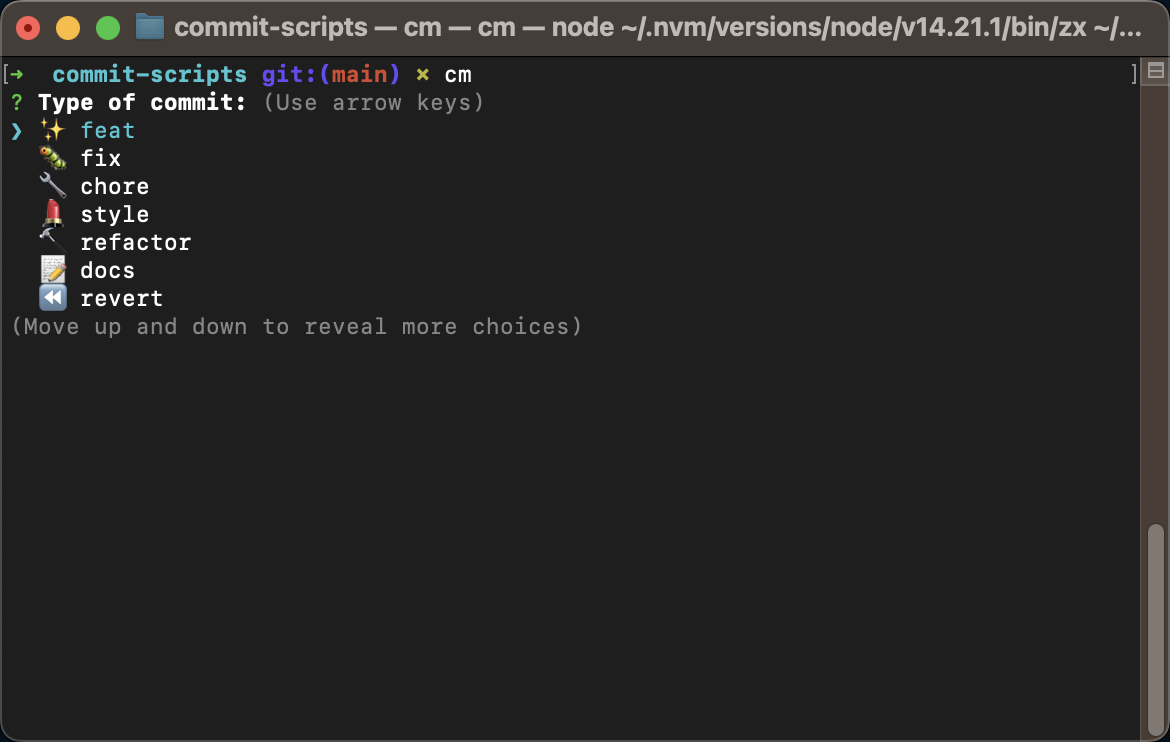 commit-scripts — cm — cm — node ~/.nvm/versions/node/v14.21.1/bin/zx ~/...
[➜ commit-scripts git:(main) ✗ cm ]
? Type of commit: (Use arrow keys)
❯ ✨ feat
🐛 fix
🔧 chore
💄 style
🔨 refactor
📝 docs
⏪ revert
(Move up and down to reveal more choices)